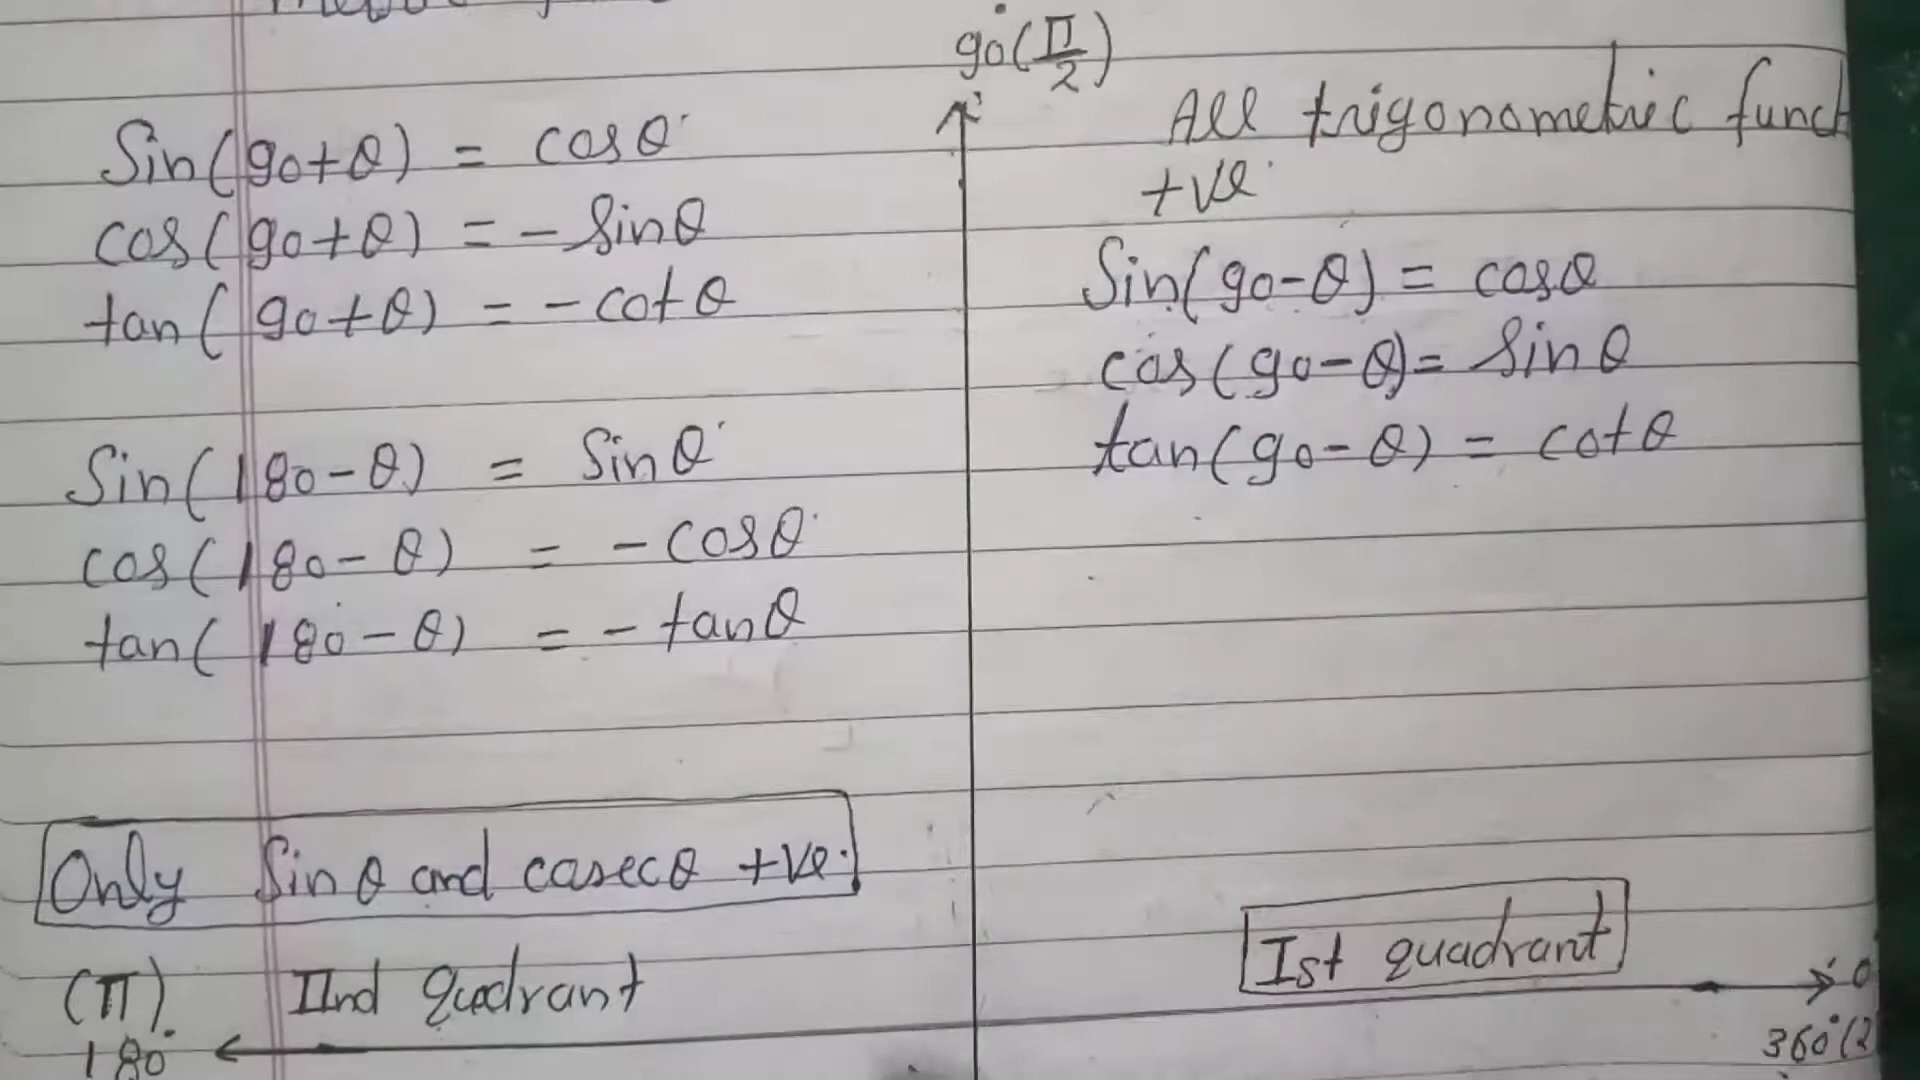 90°(π/2)
Sin(90+θ) = cosθ
cos(90+θ) = - Sinθ
tan(90+θ) = - cotθ
Sin(180-θ) = Sinθ
cos(180-θ) = - cosθ
tan(180-θ) = - tanθ
Only Sinθ and cosecθ +ve.
(π). IInd Quadrant
180°
All trigonometric funct
+ve
Sin(90-θ) = cosθ
cos(90-θ) = Sinθ
tan(90-θ) = cotθ
Ist quadrant
0
360°(2